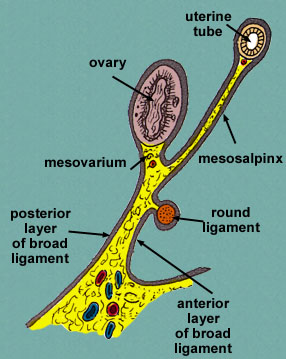 uterine
tube
ovary
mesovarium
mesosalpinx
posterior
layer
of broad
ligament
round
ligament
anterior
layer
of broad
ligament